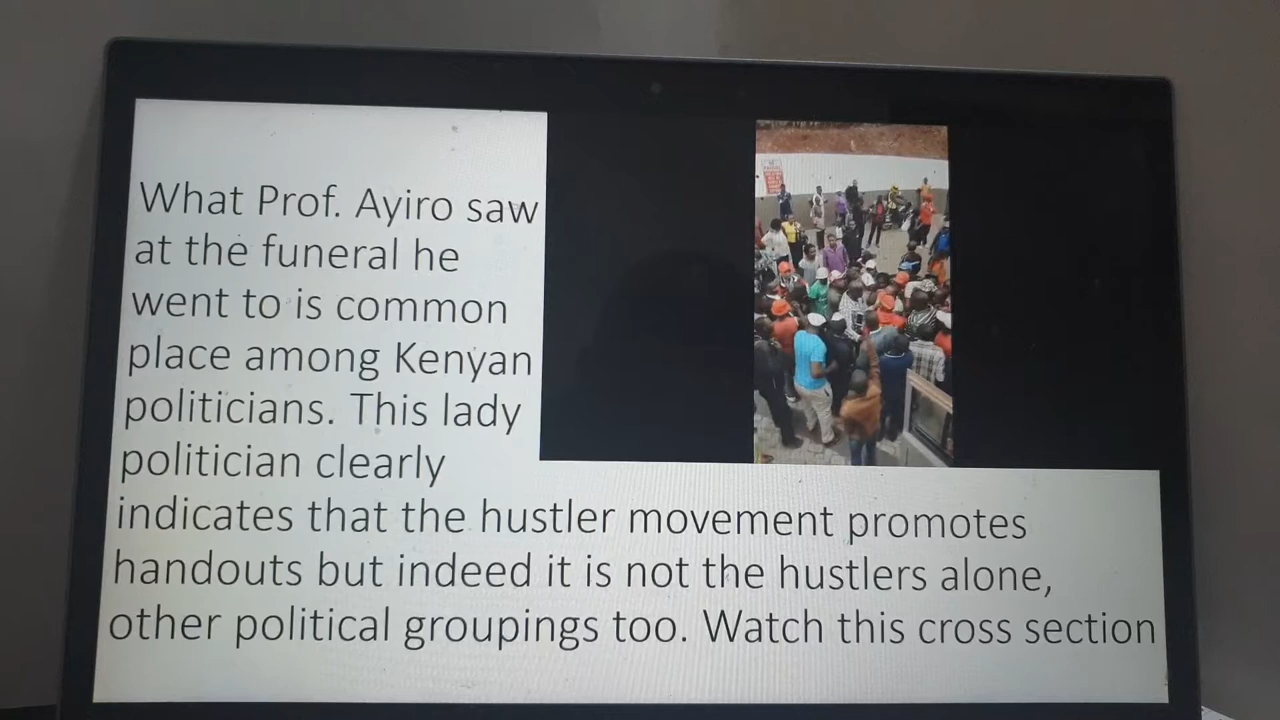 What Prof. Ayiro saw
at the funeral he
went to is common
place among Kenyan
politicians. This lady
politician clearly
indicates that the hustler movement promotes
handouts but indeed it is not the hustlers alone,
other political groupings too. Watch this cross section